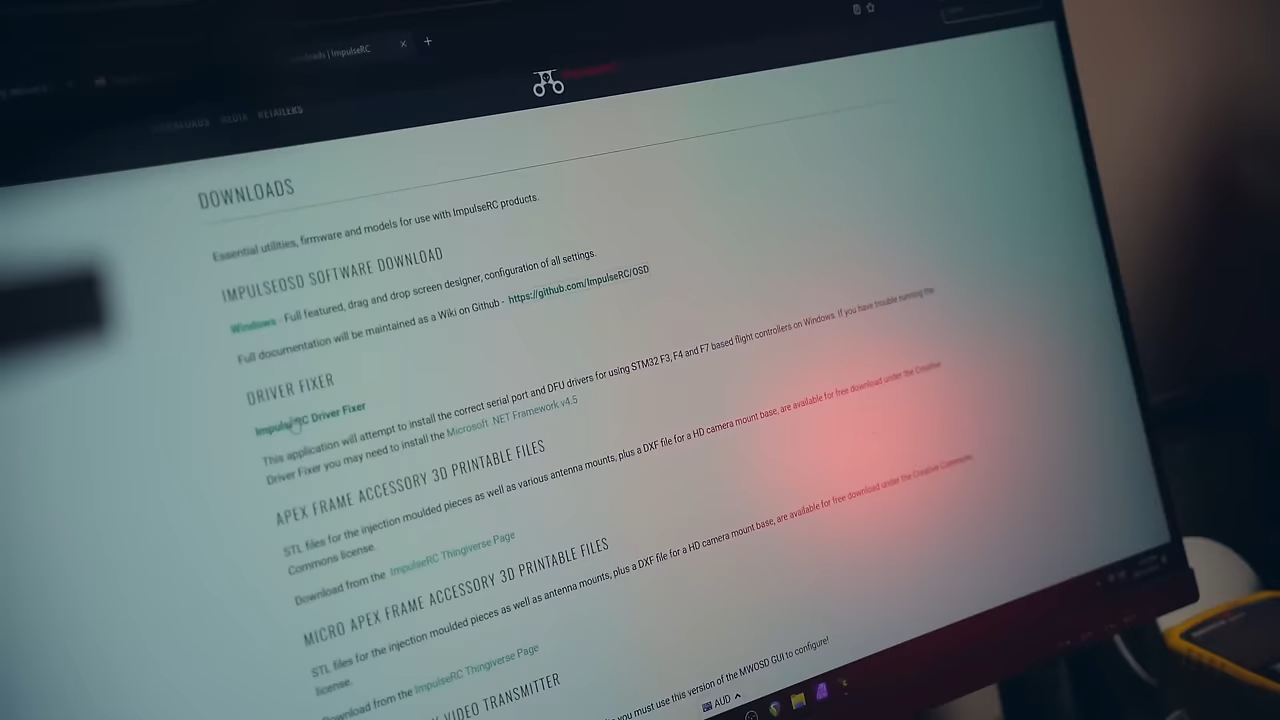 ImpulseRC
MEDIA RETAILERS
DOWNLOADS
Essential utilities, firmware and models for use with ImpulseRC products.
IMPULSEOSD SOFTWARE DOWNLOAD
Windows - Full featured, drag and drop screen designer, configuration of all settings.
Full documentation will be maintained as a Wiki on Github - https://github.com/ImpulseRC/OSD
DRIVER FIXER
ImpulseRC Driver Fixer
This application will attempt to install the correct serial port and DFU drivers for using STM32 F3, F4 and F7 based flight controllers on Windows. If you have trouble running the
Driver Fixer you may need to install the Microsoft .NET Framework v4.5
APEX FRAME ACCESSORY 3D PRINTABLE FILES
STL files for the injection moulded pieces as well as various antenna mounts, plus a DXF file for a HD camera mount base, are available for free download under the Creative
Commons license.
Download from the ImpulseRC Thingiverse Page
MICRO APEX FRAME ACCESSORY 3D PRINTABLE FILES
STL files for the injection moulded pieces as well as antenna mounts, plus a DXF file for a HD camera mount base, are available for free download under the Creative Commons
license.
Download from the ImpulseRC Thingiverse Page
VIDEO TRANSMITTER
you must use this version of the MWOSD GUI to configure!
AUD